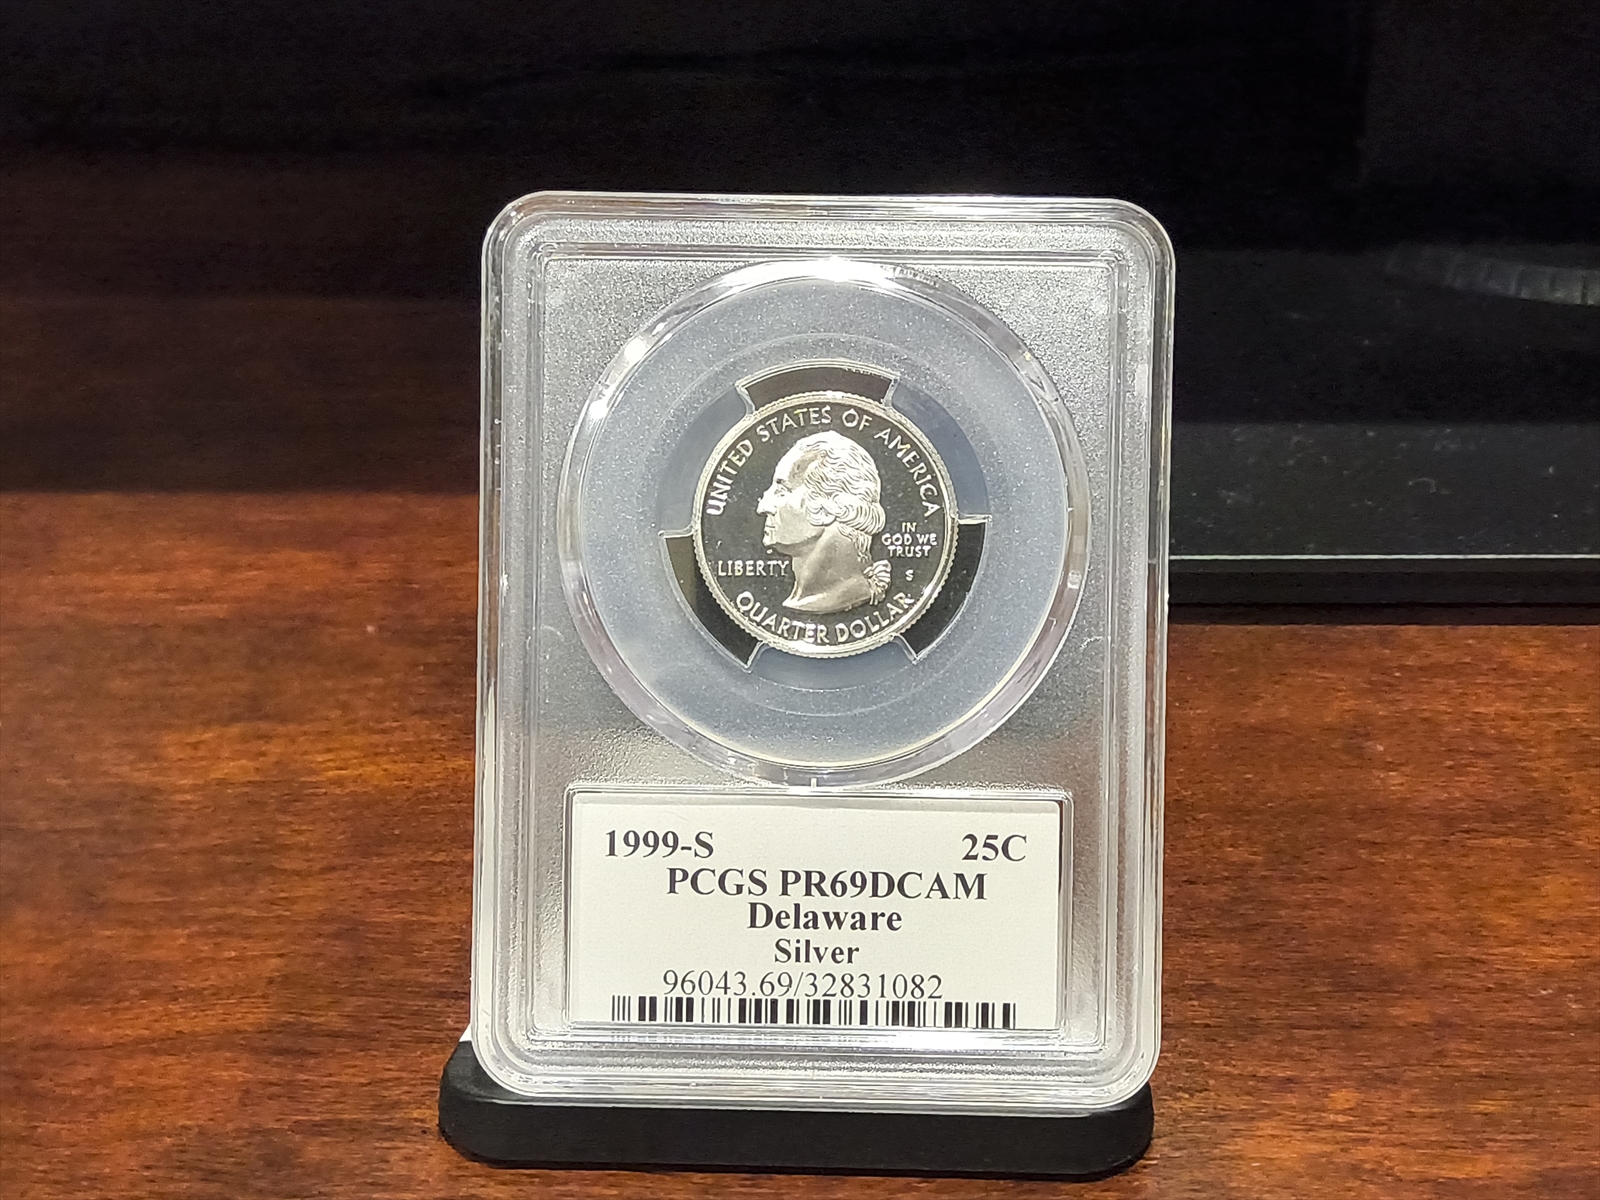 UNITED STATES OF AMERICA
IN
GOD WE
TRUST
LIBERTY
S
QUARTER DOLLAR
1999-S 25C
PCGS PR69DCAM
Delaware
Silver
96043.69/32831082